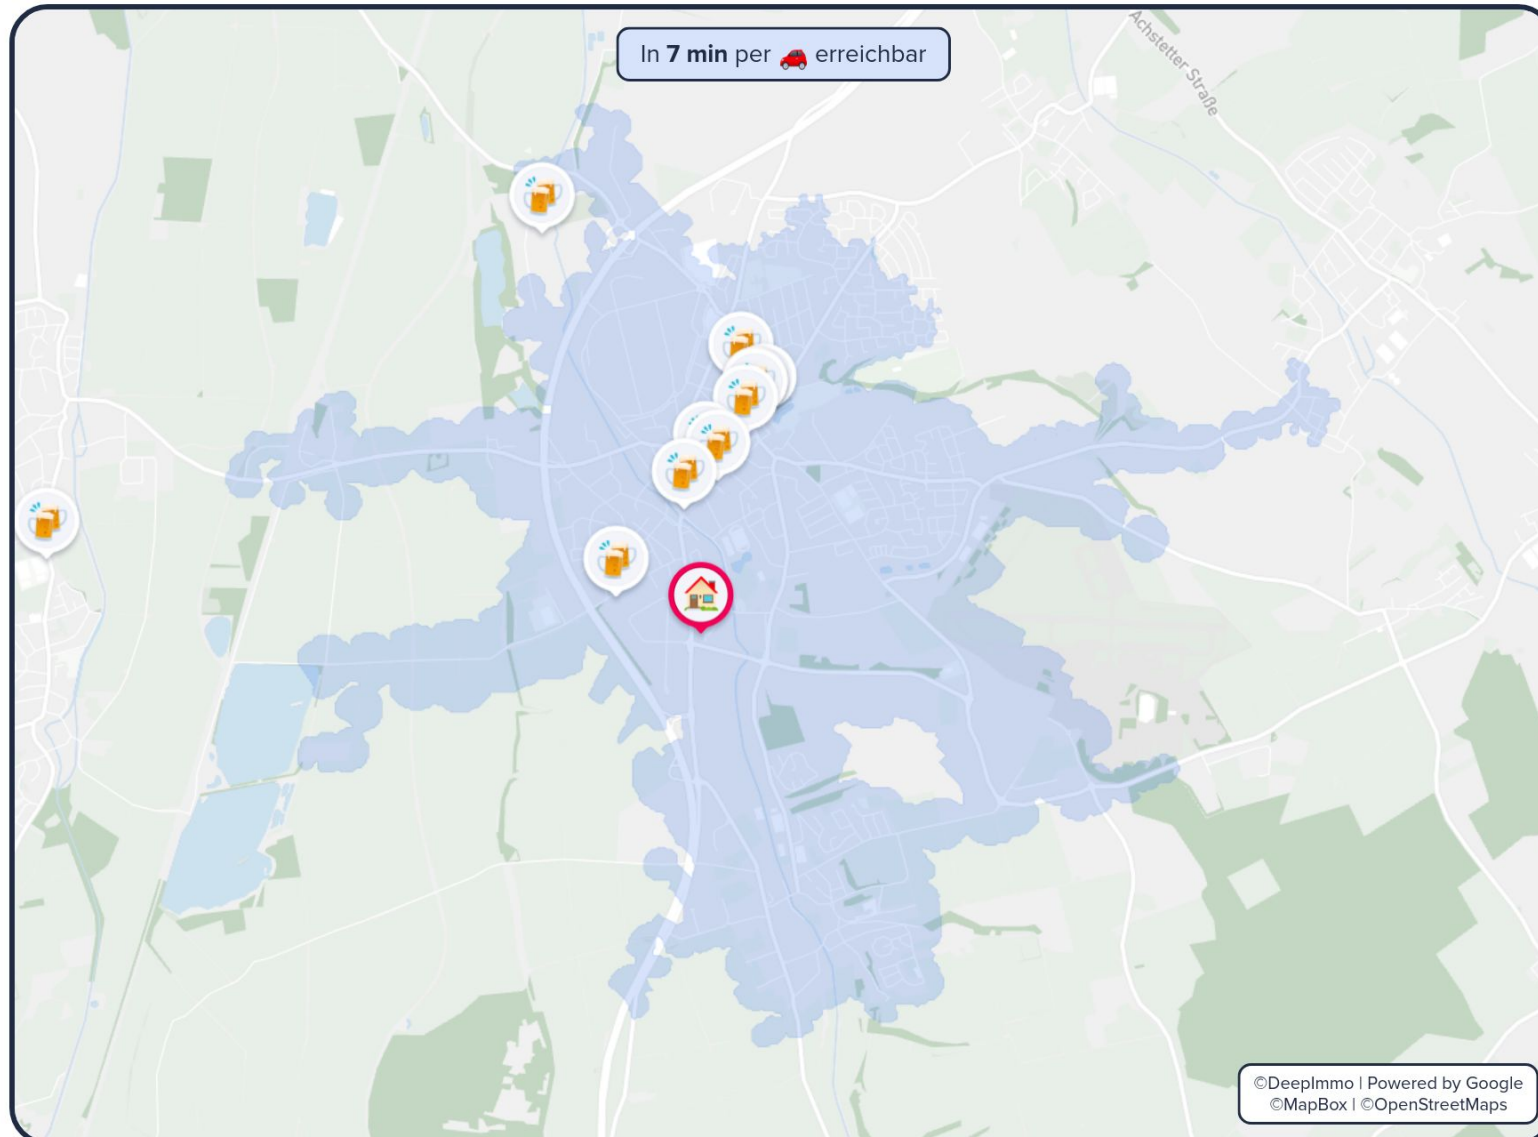 In 7 min per 🚗 erreichbar
Achstetter Straße
©DeepImmo | Powered by Google
©MapBox | ©OpenStreetMaps